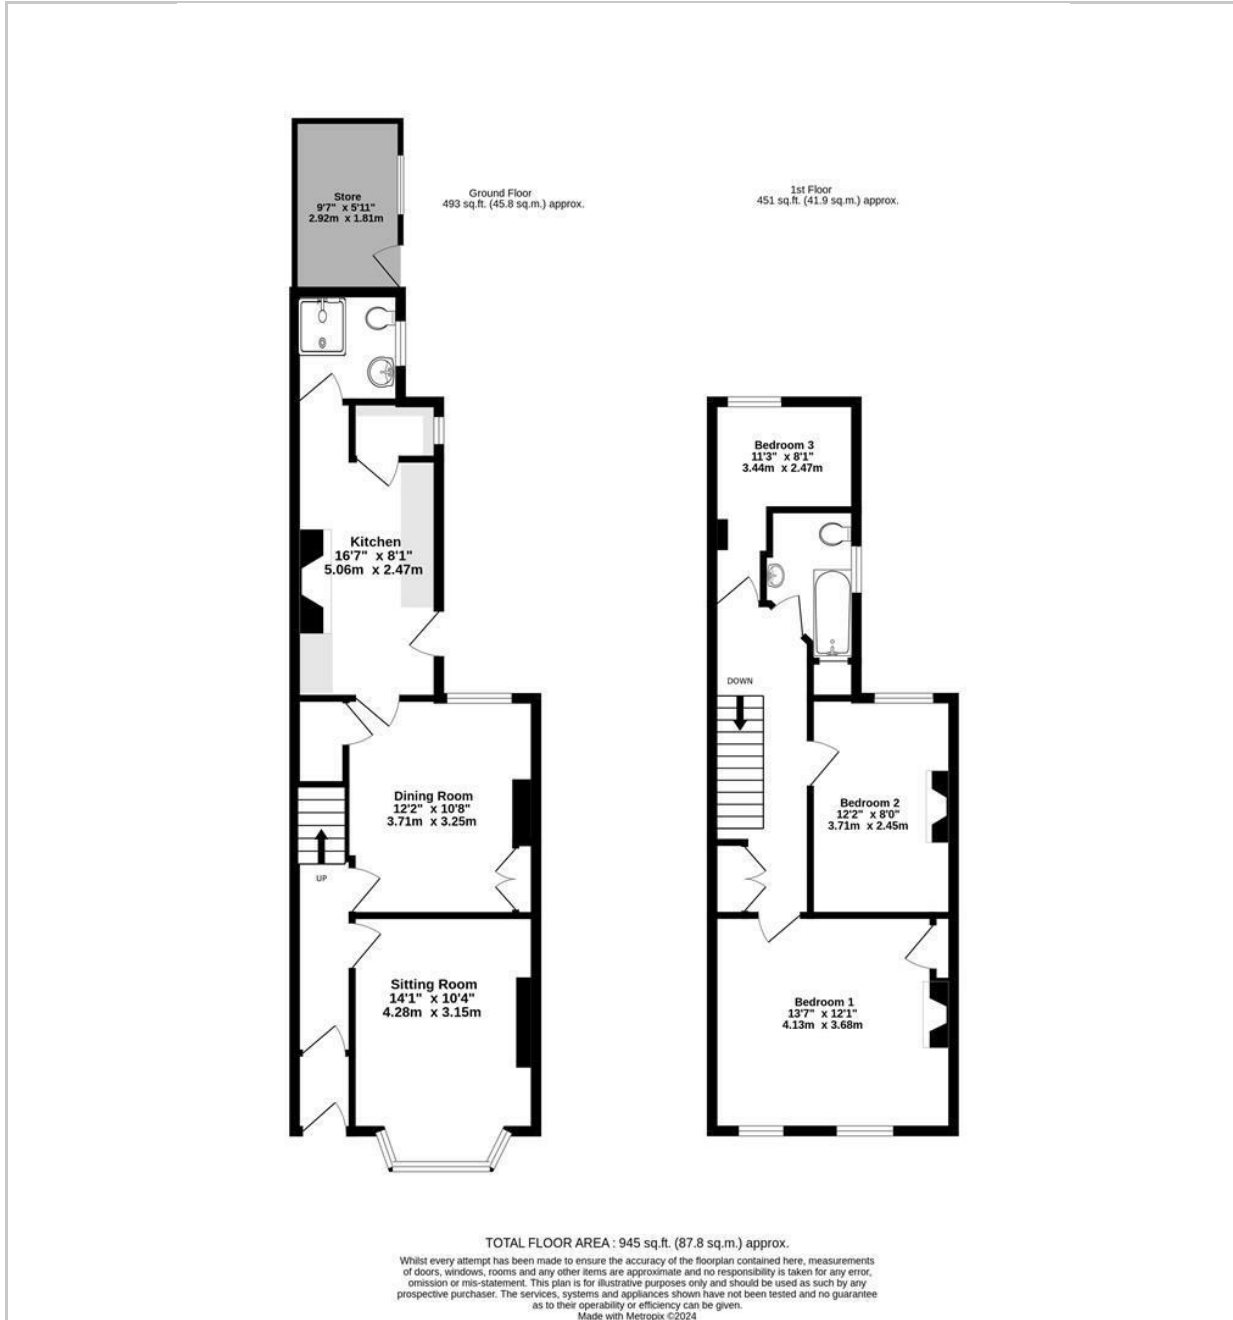 Store
9'7" x 5'11"
2.92m x 1.81m
Ground Floor
493 sq.ft. (45.8 sq.m.) approx.
1st Floor
451 sq.ft. (41.9 sq.m.) approx.
Kitchen
16'7" x 8'1"
5.06m x 2.47m
Dining Room
12'2" x 10'8"
3.71m x 3.25m
UP
Sitting Room
14'1" x 10'4"
4.28m x 3.15m
Bedroom 3
11'3" x 8'1"
3.44m x 2.47m
DOWN
Bedroom 2
12'2" x 8'0"
3.71m x 2.45m
Bedroom 1
13'7" x 12'1"
4.13m x 3.68m
TOTAL FLOOR AREA : 945 sq.ft. (87.8 sq.m.) approx.
Whilst every attempt has been made to ensure the accuracy of the floorplan contained here, measurements
of doors, windows, rooms and any other items are approximate and no responsibility is taken for any error,
omission or mis-statement. This plan is for illustrative purposes only and should be used as such by any
prospective purchaser. The services, systems and appliances shown have not been tested and no guarantee
as to their operability or efficiency can be given.
Made with Metropix ©2024